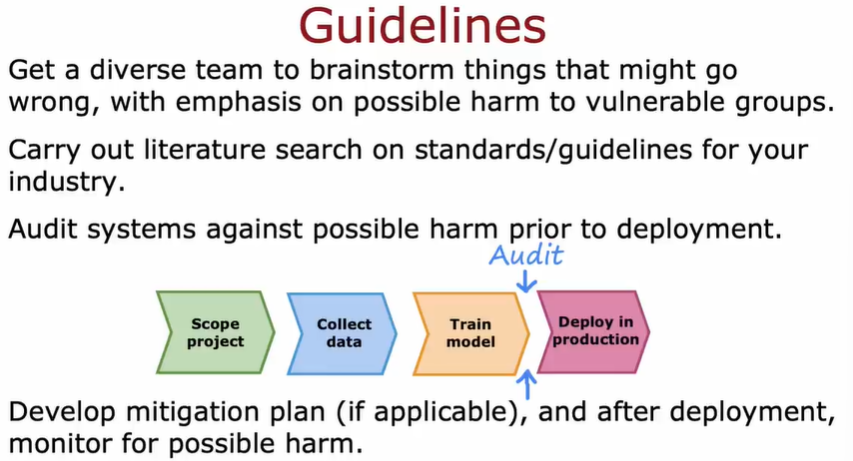 Guidelines
Get a diverse team to brainstorm things that might go
wrong, with emphasis on possible harm to vulnerable groups.
Carry out literature search on standards/guidelines for your
industry.
Audit systems against possible harm prior to deployment.
Audit
Scope
project
Collect
data
Train
model
Deploy in
production
Develop mitigation plan (if applicable), and after deployment,
monitor for possible harm.